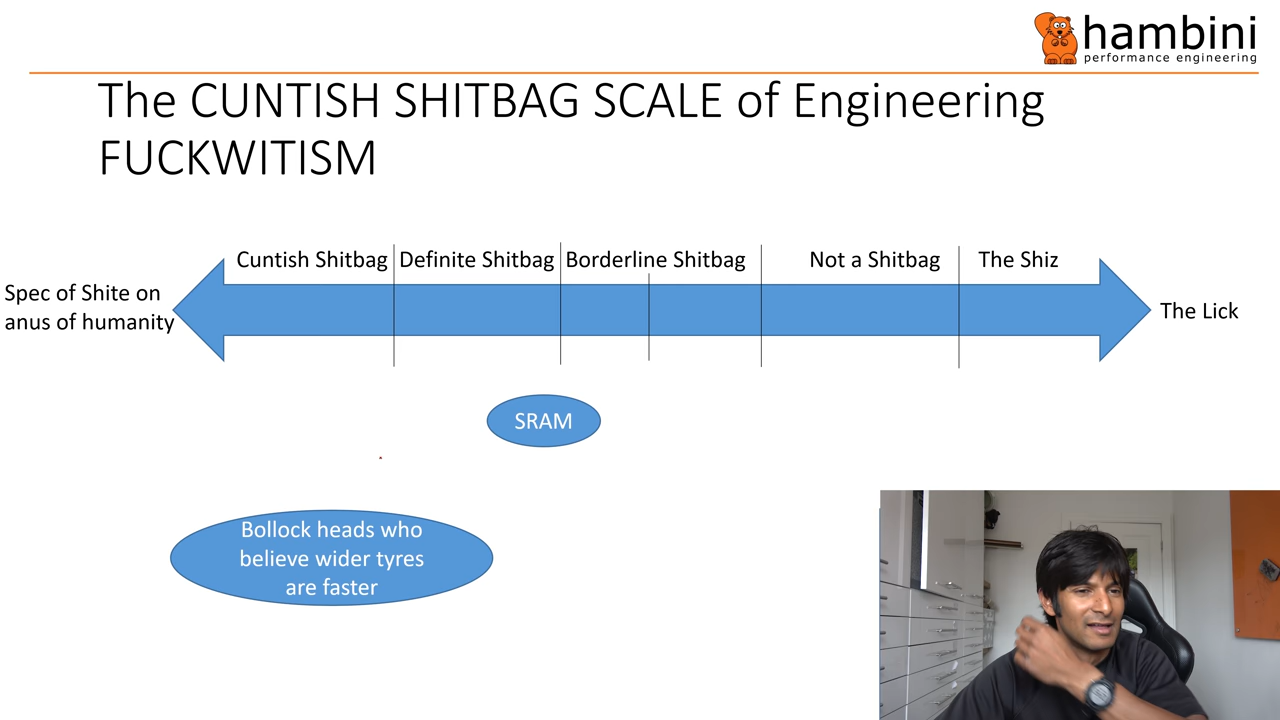 hambini
performance engineering
The CUNTISH SHITBAG SCALE of Engineering
FUCKWITISM
Cuntish Shitbag
Definite Shitbag
Borderline Shitbag
Not a Shitbag
The Shiz
Spec of Shite on
anus of humanity
The Lick
SRAM
Bollock heads who
believe wider tyres
are faster